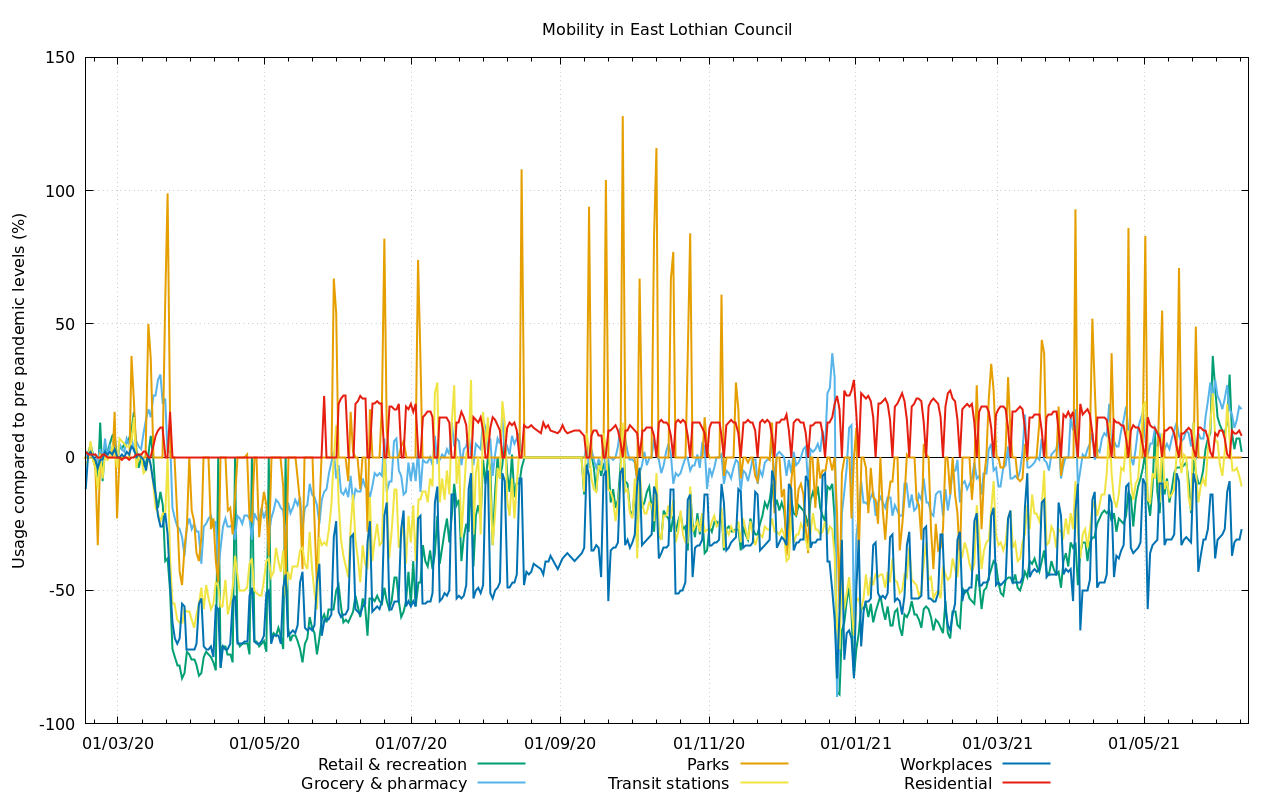 Mobility in East Lothian Council
Usage compared to pre pandemic levels (%)
150
100
50
0
-50
-100
01/03/20 01/05/20 01/07/20 01/09/20 01/11/20 01/01/21 01/03/21 01/05/21
Retail & recreation Parks Workplaces
Grocery & pharmacy Transit stations Residential